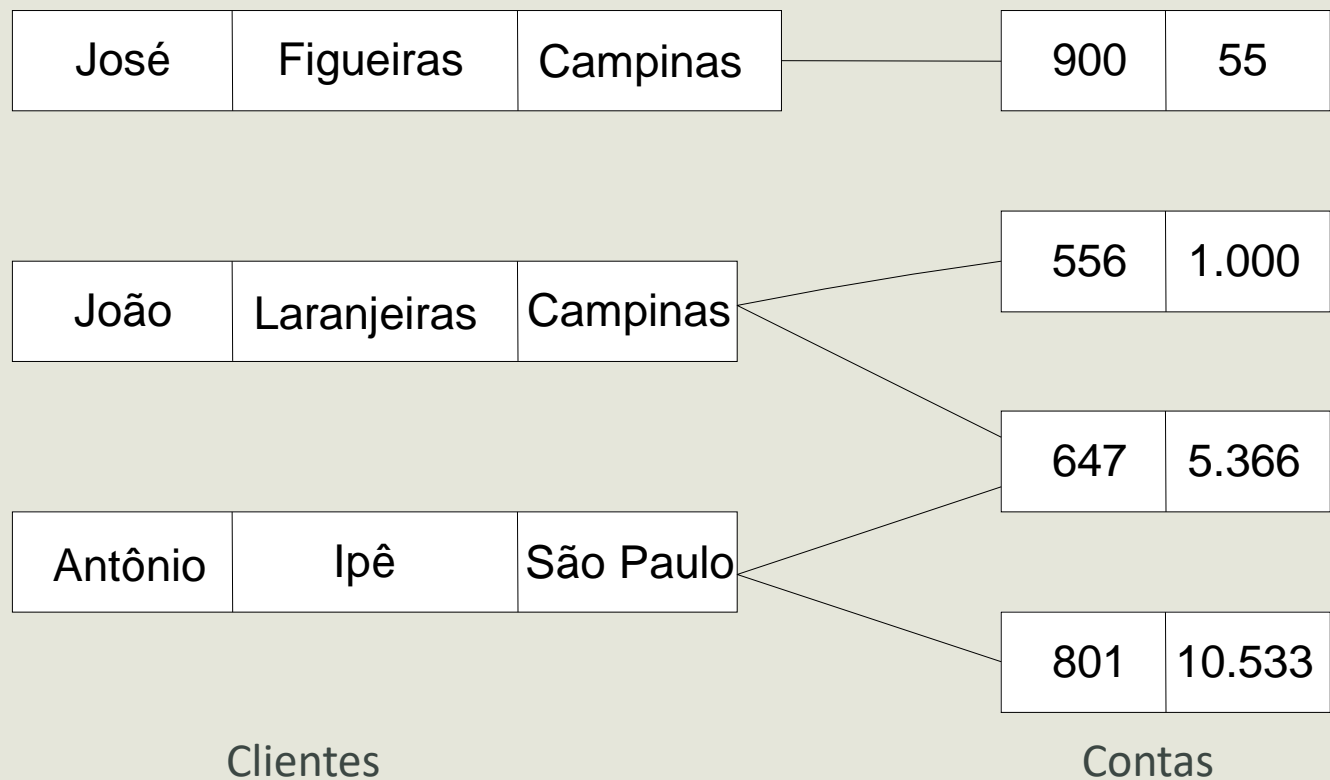 José Figueiras Campinas 900 55
556 1.000
João Laranjeiras Campinas
647 5.366
Antônio Ipê São Paulo
801 10.533
Clientes Contas